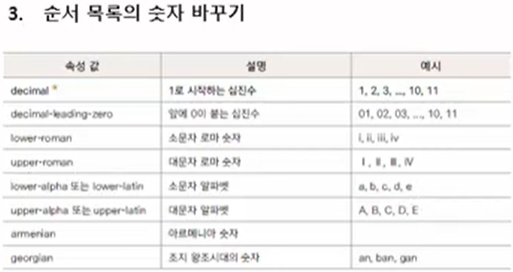 3. 순서 목록의 숫자 바꾸기
속성 값 설명 예시
decimal * 1로 시작하는 십진수 1, 2, 3, ..., 10, 11
decimal-leading-zero 앞에 0이 붙는 십진수 01, 02, 03, ..., 10, 11
lower-roman 소문자 로마 숫자 i, ii, iii, iv
upper-roman 대문자 로마 숫자 Ⅰ, Ⅱ, Ⅲ, Ⅳ
lower-alpha 또는 lower-latin 소문자 알파벳 a, b, c, d, e
upper-alpha 또는 upper-latin 대문자 알파벳 A, B, C, D, E
armenian 아르메니아 숫자
georgian 조지 왕조시대의 숫자 an, ban, gan